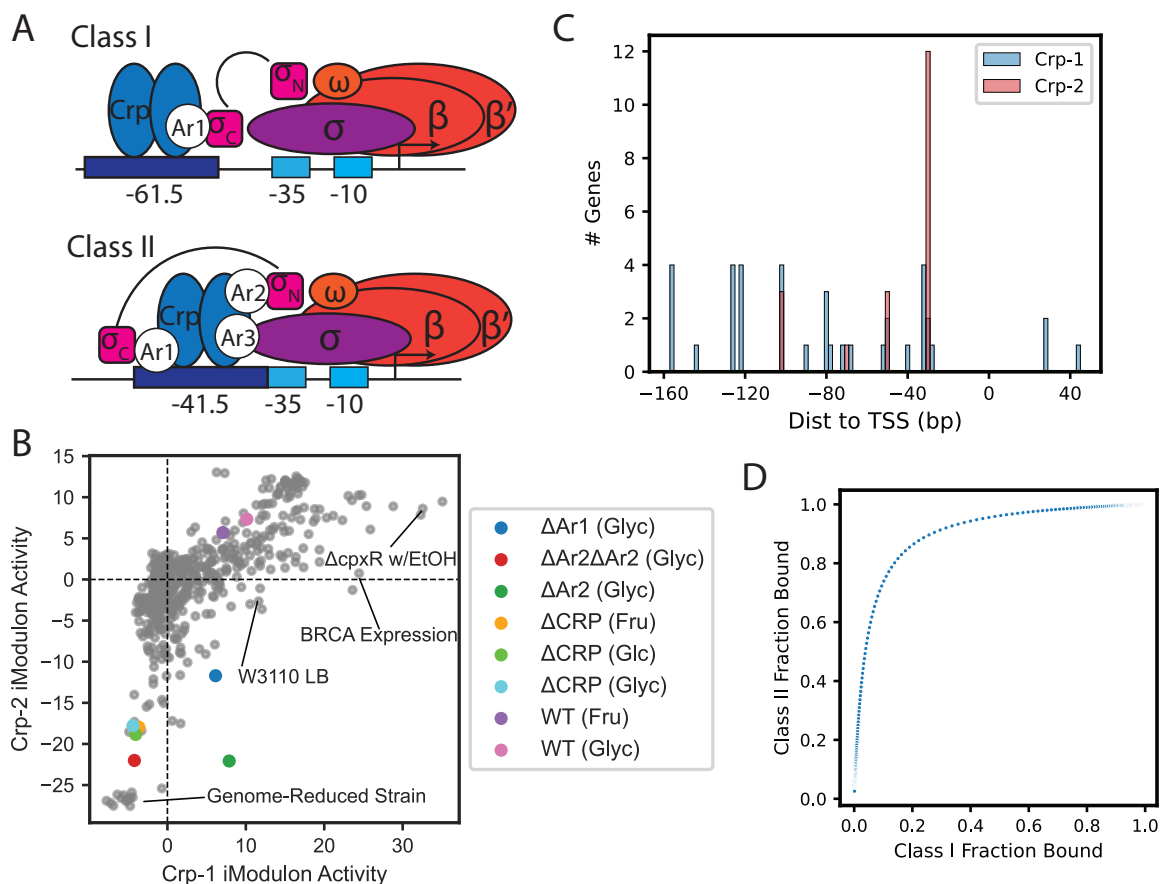 A
Class I
Crp
Ar1
σC
σN
ω
σ
β
β'
-61.5
-35
-10
Class II
Crp
Ar1
Ar2
Ar3
σC
σN
ω
σ
β
β'
-41.5
-35
-10
B
15
10
5
0
−5
−10
−15
−20
−25
Crp-2 iModulon Activity
ΔcpxR w/EtOH
BRCA Expression
W3110 LB
Genome-Reduced Strain
0
10
20
30
Crp-1 iModulon Activity
ΔAr1 (Glyc)
ΔAr2ΔAr2 (Glyc)
ΔAr2 (Glyc)
ΔCRP (Fru)
ΔCRP (Glc)
ΔCRP (Glyc)
WT (Fru)
WT (Glyc)
C
12
10
8
6
4
2
0
# Genes
Crp-1
Crp-2
−160
−120
−80
−40
0
40
Dist to TSS (bp)
D
1.0
0.8
0.6
0.4
0.2
0.0
Class II Fraction Bound
0.0
0.2
0.4
0.6
0.8
1.0
Class I Fraction Bound